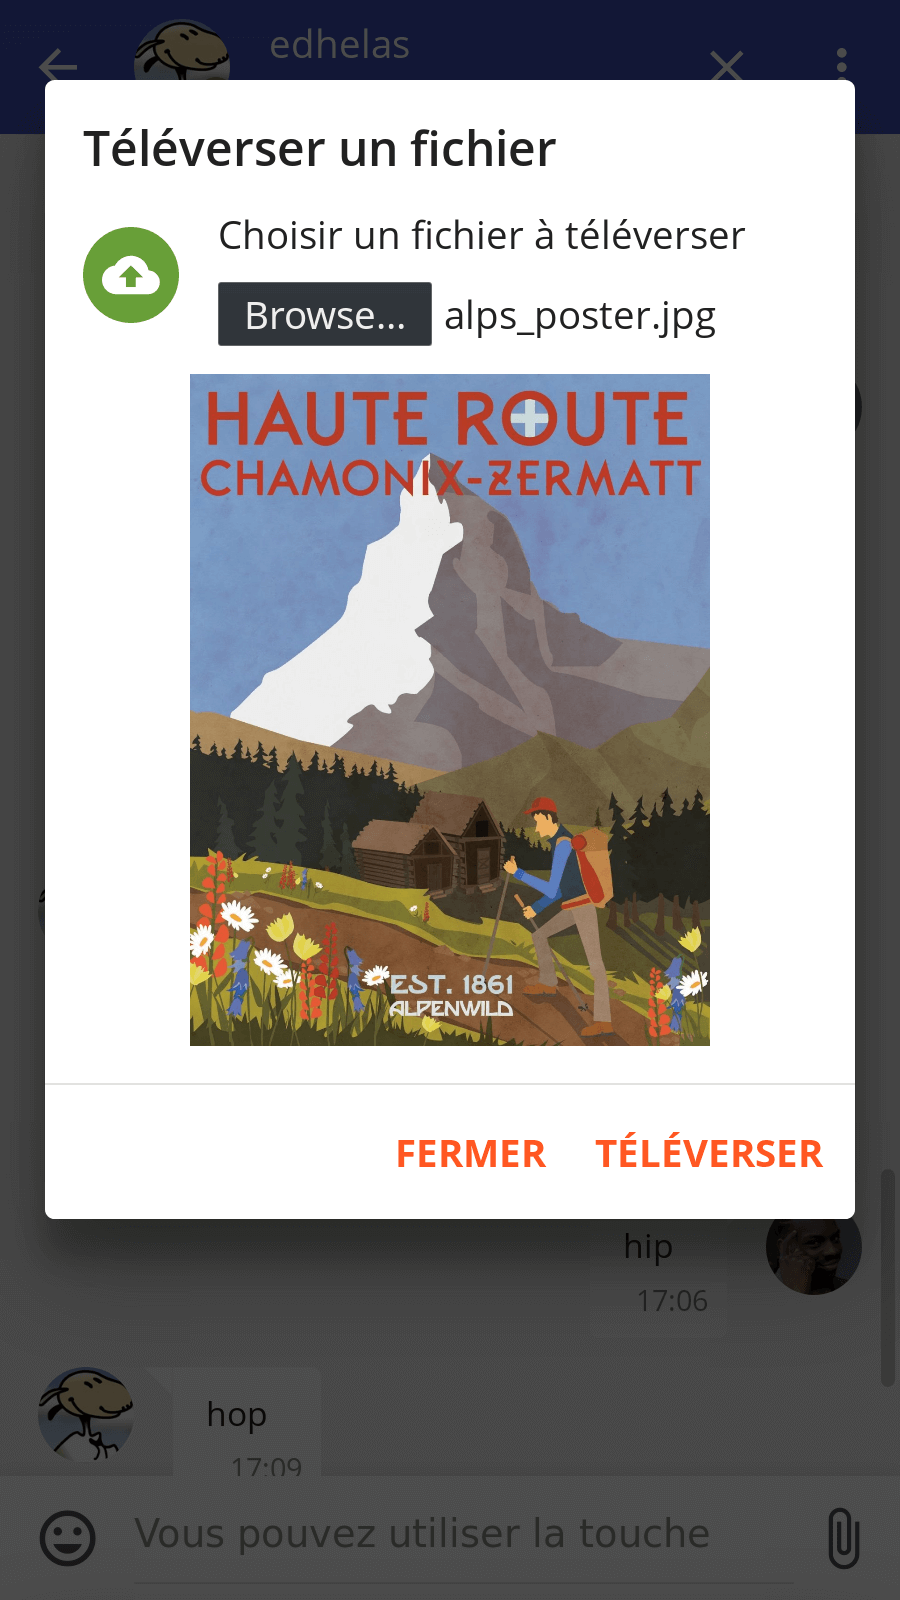 edhelas
Téléverser un fichier
Choisir un fichier à téléverser
Browse... alps_poster.jpg
HAUTE ROUTE
CHAMONIX-ZERMATT
EST. 1861
ALPENWILD
FERMER TÉLÉVERSER
hip
17:06
hop
17:09
Vous pouvez utiliser la touche